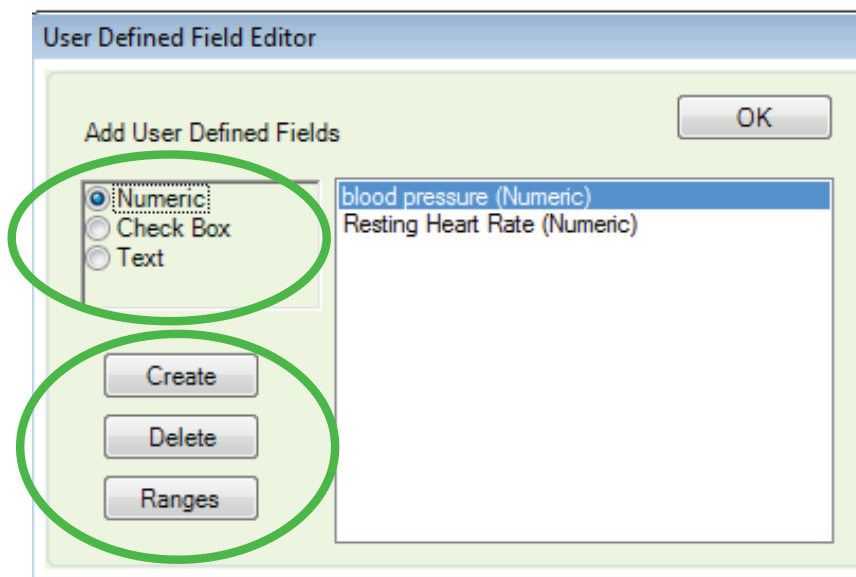 User Defined Field Editor
OK
Add User Defined Fields
Numeric
Check Box
Text
blood pressure (Numeric)
Resting Heart Rate (Numeric)
Create
Delete
Ranges